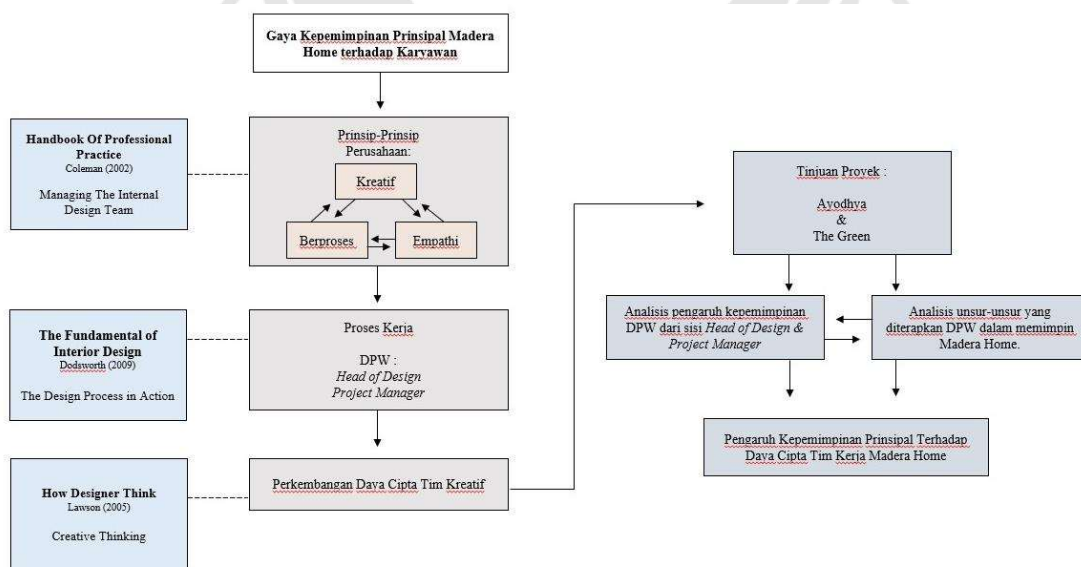 Gaya Kepemimpinan Prinsipal Madera
Home terhadap Karyawan
Handbook Of Professional
Practice
Coleman (2002)
Managing The Internal
Design Team
Prinsip-Prinsip
Perusahaan:
Kreatif
Berproses
Empathi
The Fundamental of
Interior Design
Dodsworth (2009)
The Design Process in Action
Proses Kerja
DPW :
Head of Design
Project Manager
How Designer Think
Lawson (2005)
Creative Thinking
Perkembangan Daya Cipta Tim Kreatif
Tinjuan Proyek :
Ayodhya
&
The Green
Analisis pengaruh kepemimpinan
DPW dari sisi Head of Design &
Project Manager
Analisis unsur-unsur yang
diterapkan DPW dalam memimpin
Madera Home.
Pengaruh Kepemimpinan Prinsipal Terhadap
Daya Cipta Tim Kerja Madera Home